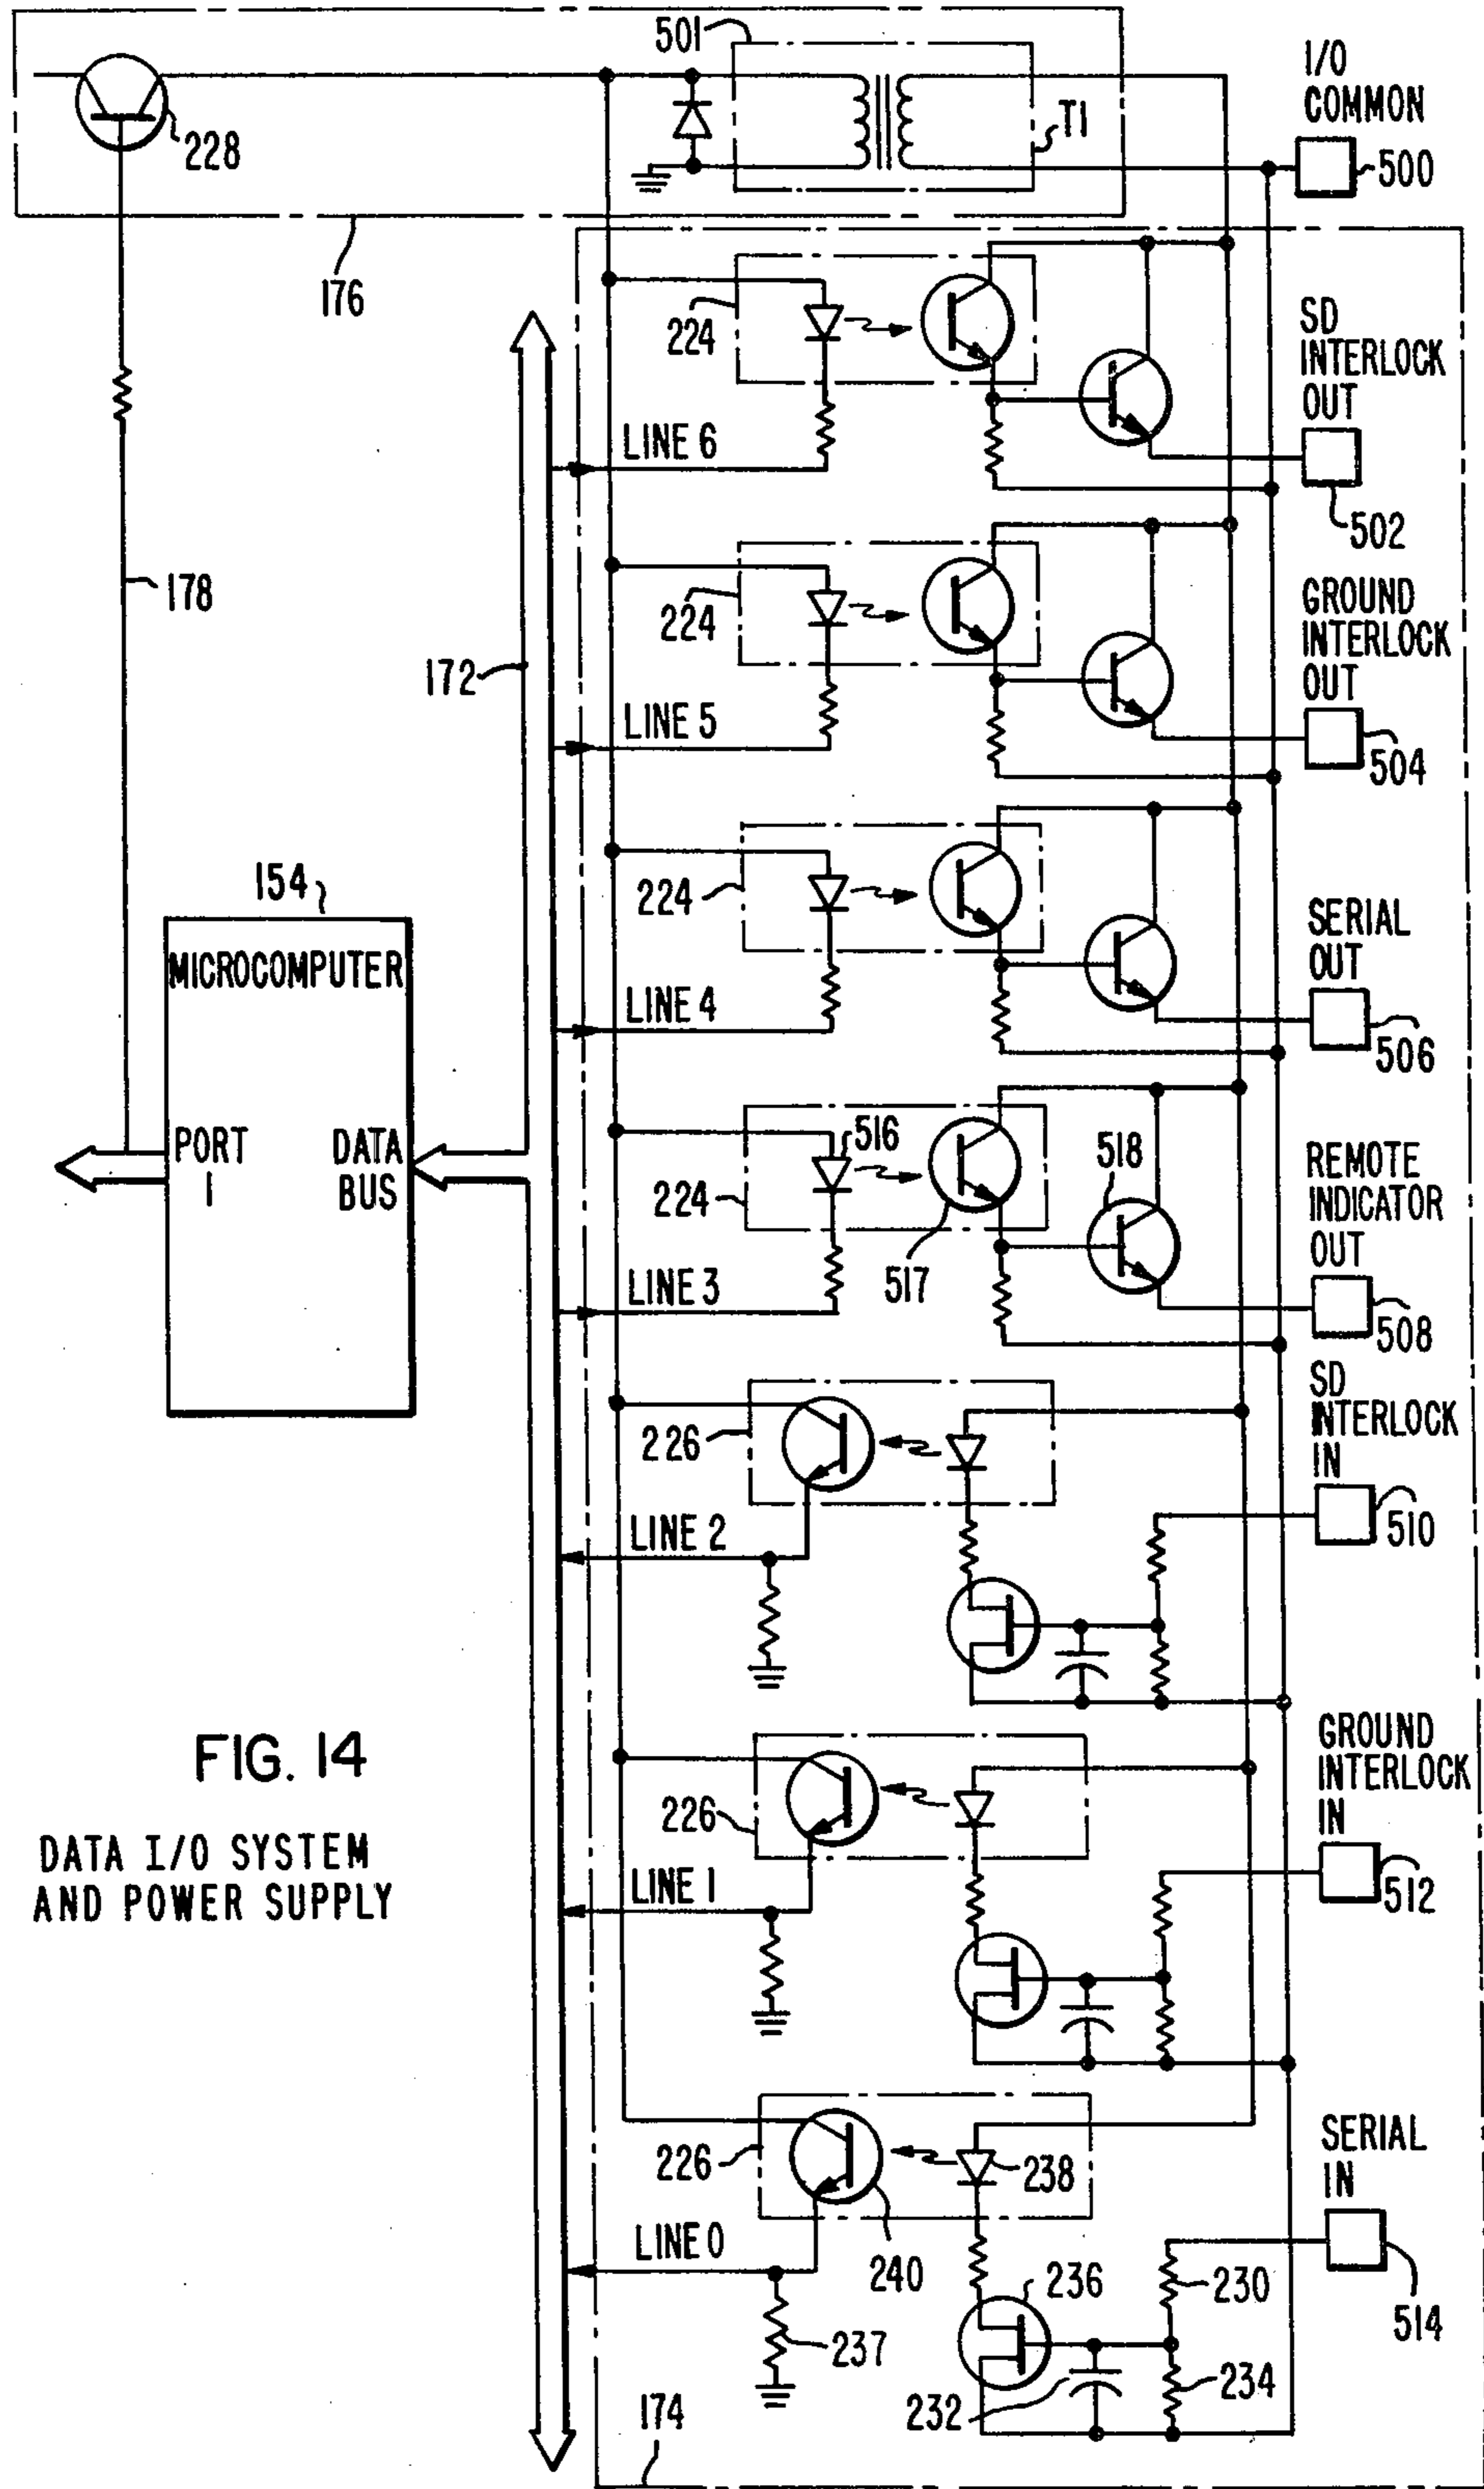 501
I/O
COMMON
T1
228
500
176
224
SD
INTERLOCK
OUT
LINE 6
502
178
224
GROUND
INTERLOCK
OUT
172
LINE 5
504
154
MICROCOMPUTER
224
SERIAL
OUT
LINE 4
506
PORT
1
DATA
BUS
516
224
517
518
REMOTE
INDICATOR
OUT
LINE 3
508
SD
INTERLOCK
IN
226
LINE 2
510
FIG. 14
DATA I/O SYSTEM
AND POWER SUPPLY
GROUND
INTERLOCK
IN
226
LINE 1
512
SERIAL
IN
226
238
LINE 0
240
236
230
514
237
232
234
174